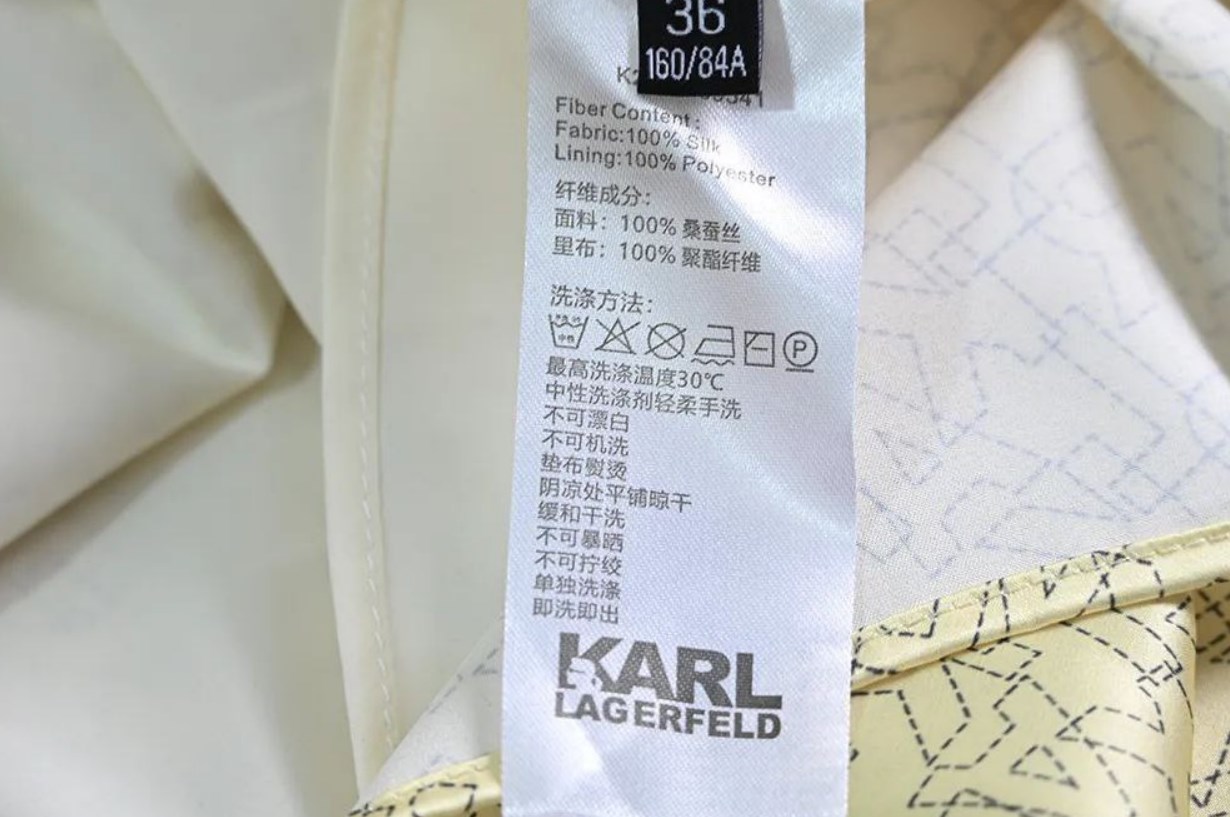 36
160/84A
Fiber Content:
Fabric:100% Silk
Lining:100% Polyester
纤维成分：
面料：100% 桑蚕丝
里布：100% 聚酯纤维
洗涤方法：
中性 P
最高洗涤温度30℃
中性洗涤剂轻柔手洗
不可漂白
不可机洗
垫布熨烫
阴凉处平铺晾干
缓和干洗
不可暴晒
不可拧绞
单独洗涤
即洗即出
KARL
LAGERFELD